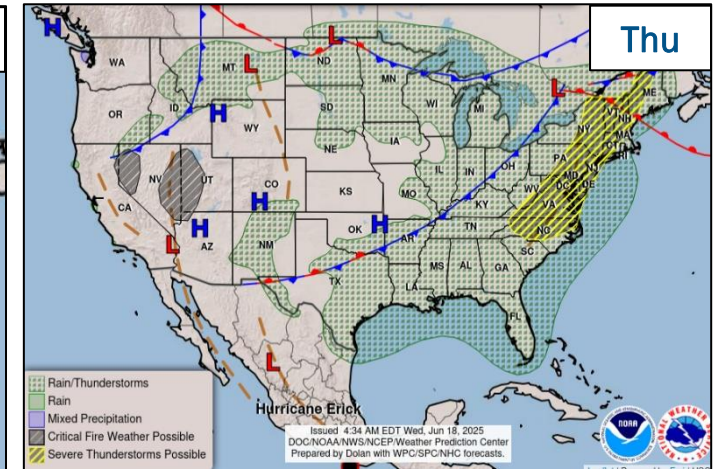 Thu
H
WA
MT
L
ND
L
MN
ME
L
OR
ID
H
WY
SD
WI
MI
VT
NH
NY
MA
CT
RI
NE
IA
PA
NJ
NV
UT
CO
IL
IN
OH
MD
DE
DC
WV
VA
CA
H
KS
MO
KY
H
OK
H
TN
NC
L
AZ
NM
AR
SC
TX
MS
AL
GA
LA
FL
L
Hurricane Erick
Rain/Thunderstorms
Rain
Mixed Precipitation
Critical Fire Weather Possible
Severe Thunderstorms Possible
Issued 4:34 AM EDT Wed, Jun 18, 2025
DOC/NOAA/NWS/NCEP/Weather Prediction Center
Prepared by Dolan with WPC/SPC/NHC forecasts.
NOAA